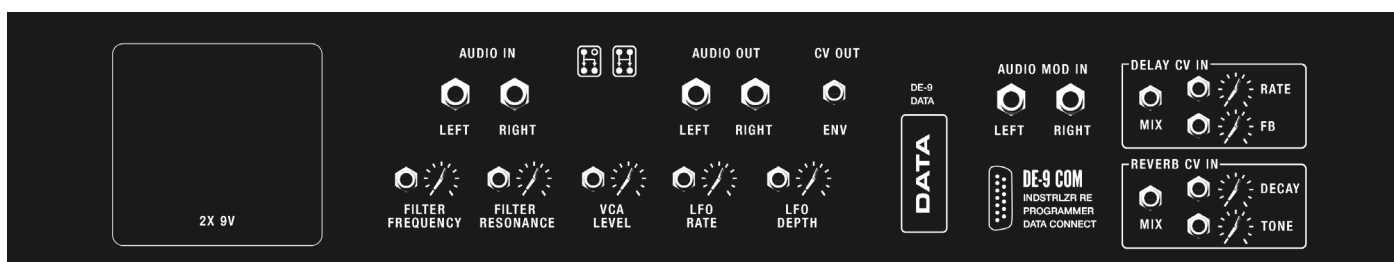 2X 9V
AUDIO IN
LEFT RIGHT
AUDIO OUT
LEFT RIGHT
CV OUT
ENV
FILTER
FREQUENCY
FILTER
RESONANCE
VCA
LEVEL
LFO
RATE
LFO
DEPTH
DE-9
DATA
DATA
AUDIO MOD IN
LEFT RIGHT
DE-9 COM
INDSTRLZR RE
PROGRAMMER
DATA CONNECT
DELAY CV IN
MIX
RATE
FB
REVERB CV IN
MIX
DECAY
TONE